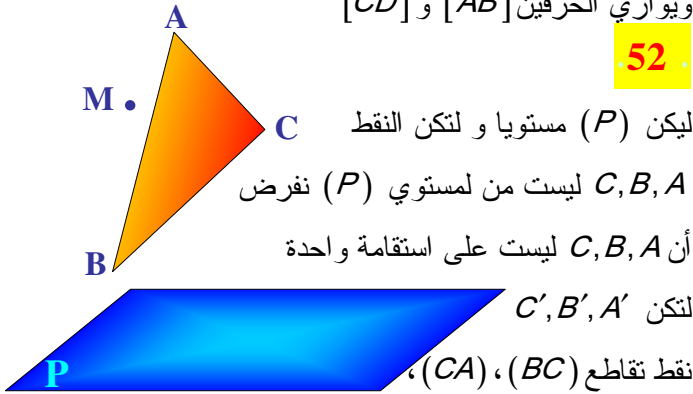 ويوازي الحرفين [AB] و [CD]
.52.
ليكن (P) مستويا و لتكن النقط
C,B,A ليست من لمستوي (P) نفرض
أن C,B,A ليست على استقامة واحدة
لتكن C′,B′,A′
نقط تقاطع (BC)، (CA)،
A
M
C
B
P